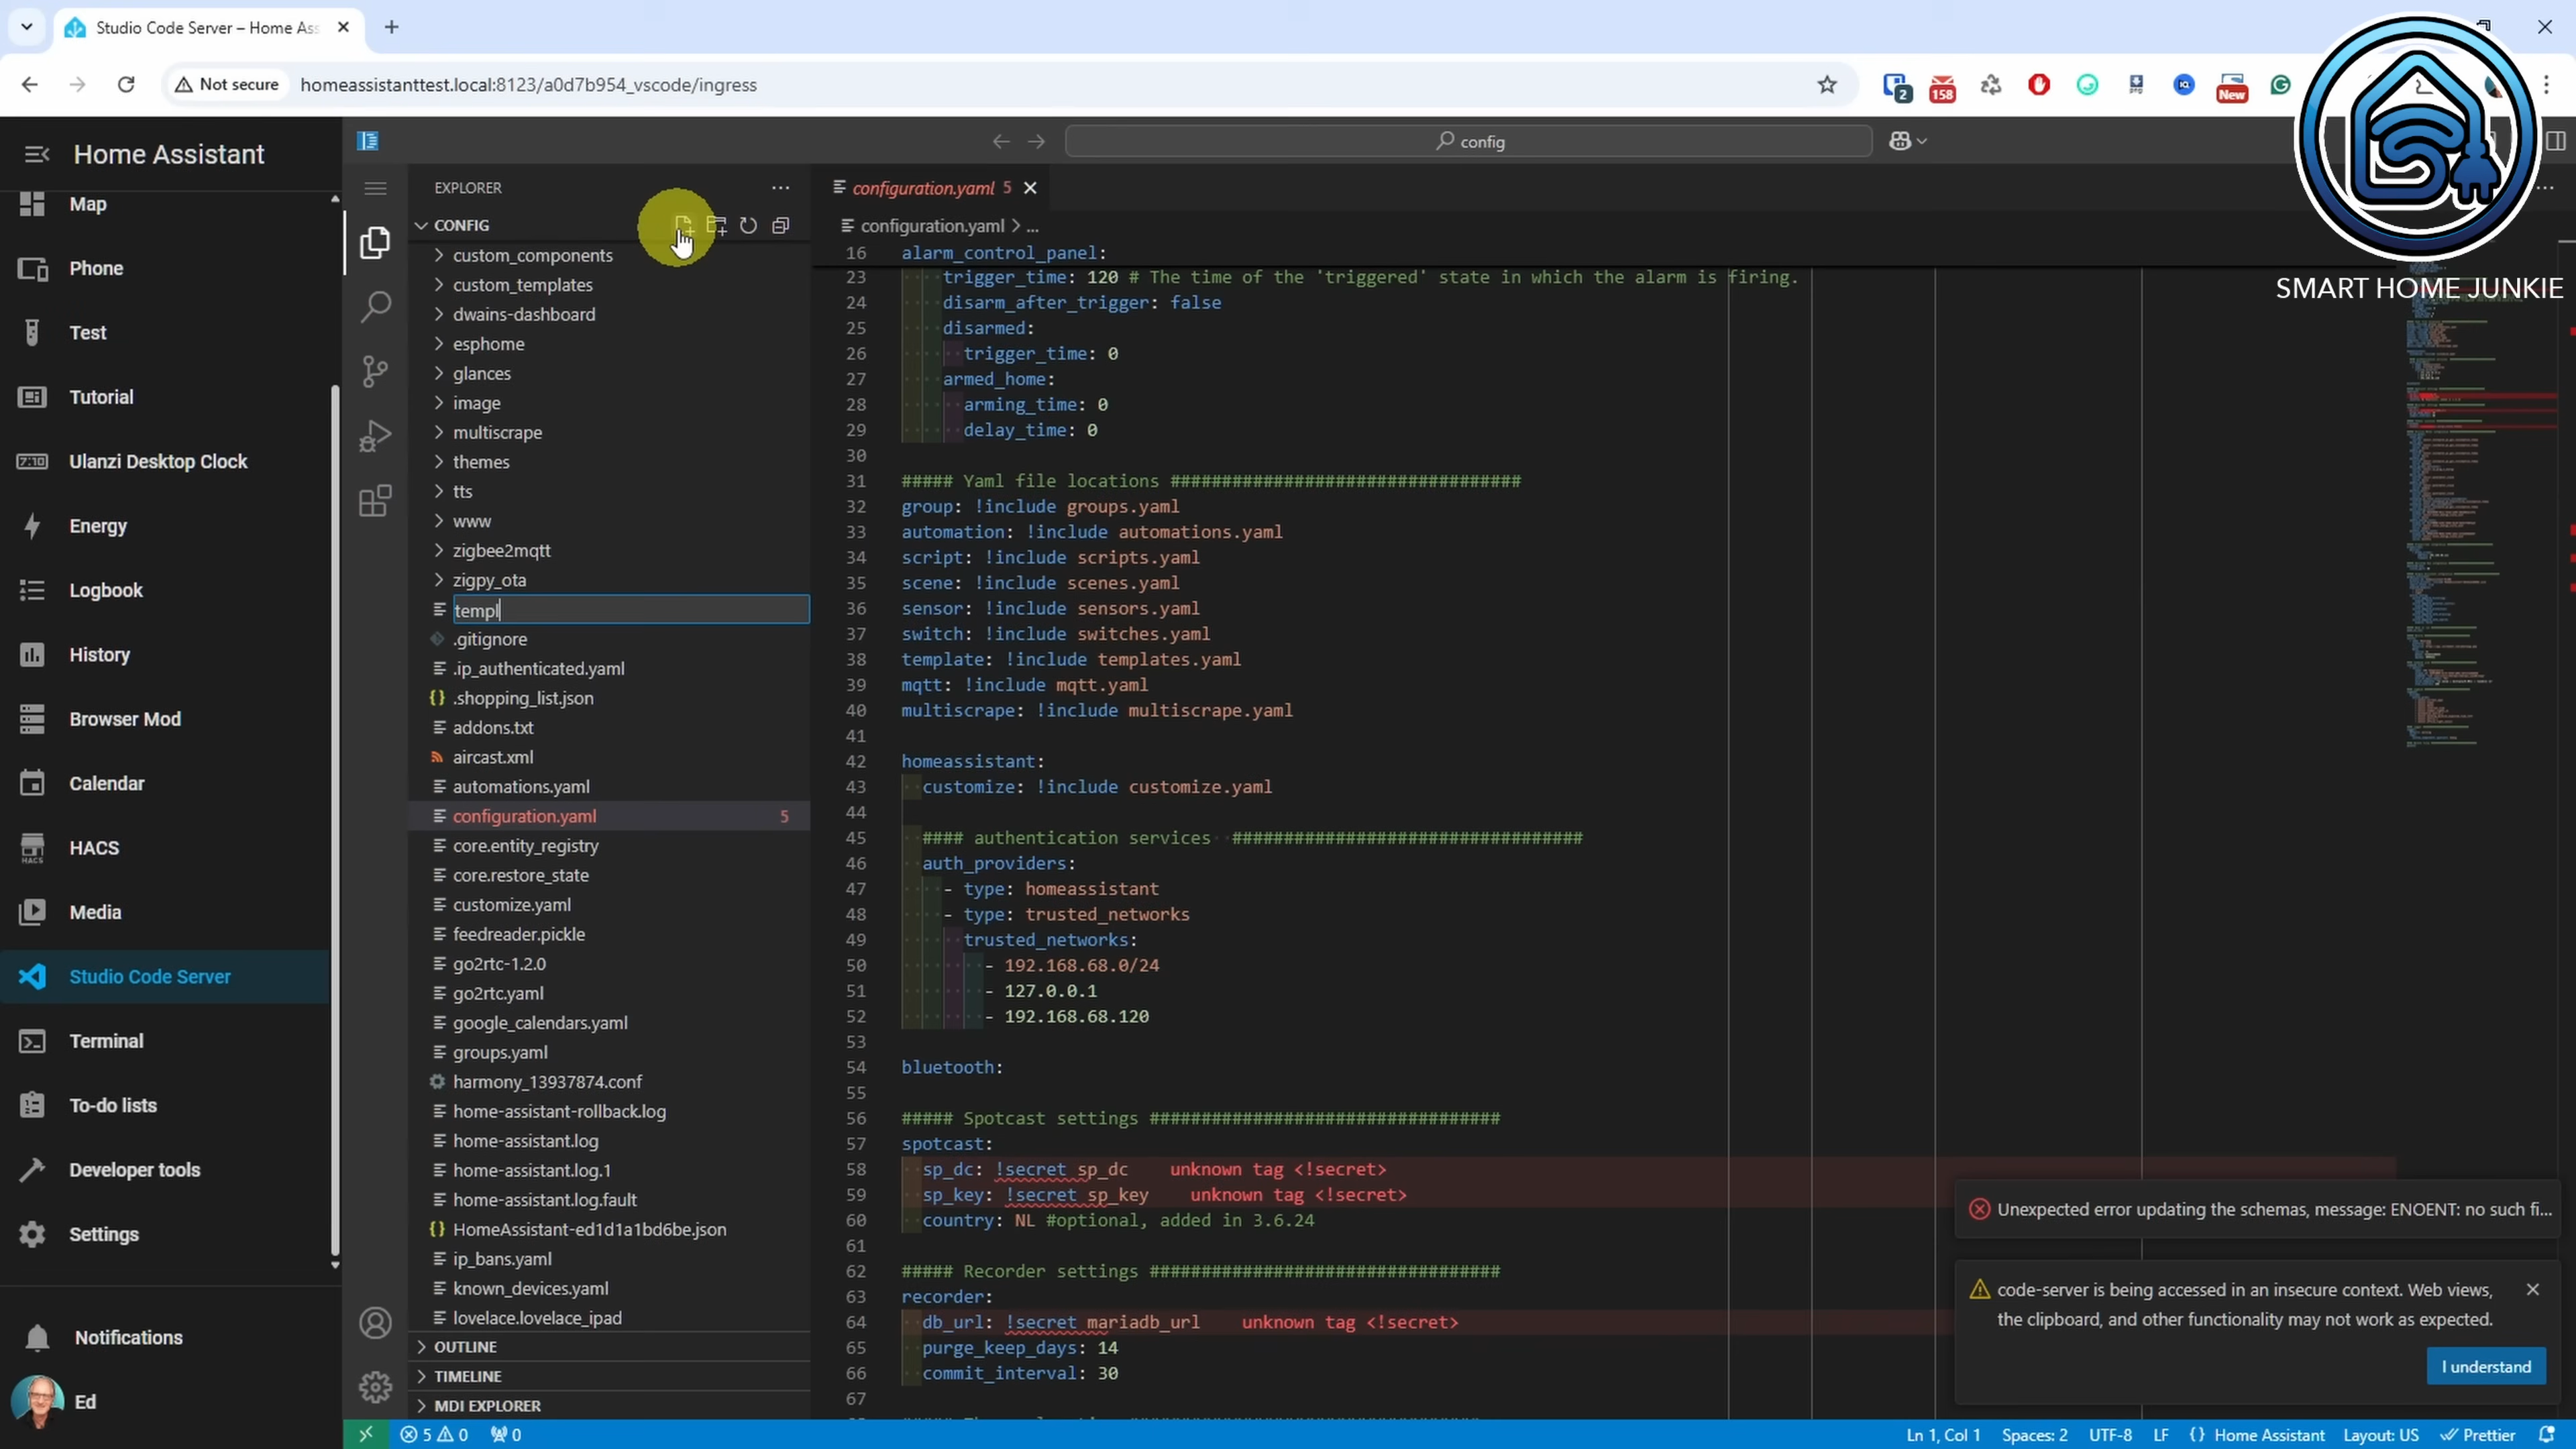 Studio Code Server – Home Ass
Not secure
homeassistanttest.local:8123/a0d7b954_vscode/ingress
2
158
New
SMART HOME JUNKIE
Home Assistant
Map
Phone
Test
Tutorial
7:10
Ulanzi Desktop Clock
Energy
Logbook
History
Browser Mod
Calendar
HACS
HACS
Media
Studio Code Server
Terminal
To-do lists
Developer tools
Settings
Notifications
Ed
config
EXPLORER
CONFIG
custom_components
custom_templates
dwains-dashboard
esphome
glances
image
multiscrape
themes
tts
www
zigbee2mqtt
zigpy_ota
templ
.gitignore
.ip_authenticated.yaml
.shopping_list.json
addons.txt
aircast.xml
automations.yaml
configuration.yaml 5
core.entity_registry
core.restore_state
customize.yaml
feedreader.pickle
go2rtc-1.2.0
go2rtc.yaml
google_calendars.yaml
groups.yaml
harmony_13937874.conf
home-assistant-rollback.log
home-assistant.log
home-assistant.log.1
home-assistant.log.fault
HomeAssistant-ed1d1a1bd6be.json
ip_bans.yaml
known_devices.yaml
lovelace.lovelace_ipad
OUTLINE
TIMELINE
MDI EXPLORER
configuration.yaml 5
configuration.yaml > ...
16 alarm_control_panel:
23 trigger_time: 120 # The time of the 'triggered' state in which the alarm is firing.
24 disarm_after_trigger: false
25 disarmed:
26 trigger_time: 0
27 armed_home:
28 arming_time: 0
29 delay_time: 0
30
31 ##### Yaml file locations ##################################
32 group: !include groups.yaml
33 automation: !include automations.yaml
34 script: !include scripts.yaml
35 scene: !include scenes.yaml
36 sensor: !include sensors.yaml
37 switch: !include switches.yaml
38 template: !include templates.yaml
39 mqtt: !include mqtt.yaml
40 multiscrape: !include multiscrape.yaml
41
42 homeassistant:
43 customize: !include customize.yaml
44
45 #### authentication services ##################################
46 auth_providers:
47 - type: homeassistant
48 - type: trusted_networks
49 trusted_networks:
50 - 192.168.68.0/24
51 - 127.0.0.1
52 - 192.168.68.120
53
54 bluetooth:
55
56 ##### Spotcast settings ##################################
57 spotcast:
58 sp_dc: !secret sp_dc unknown tag <!secret>
59 sp_key: !secret sp_key unknown tag <!secret>
60 country: NL #optional, added in 3.6.24
61
62 ##### Recorder settings ##################################
63 recorder:
64 db_url: !secret mariadb_url unknown tag <!secret>
65 purge_keep_days: 14
66 commit_interval: 30
67
Unexpected error updating the schemas, message: ENOENT: no such fi...
code-server is being accessed in an insecure context. Web views,
the clipboard, and other functionality may not work as expected.
I understand
5 0 0
Ln 1, Col 1 Spaces: 2 UTF-8 LF {} Home Assistant Layout: US Prettier